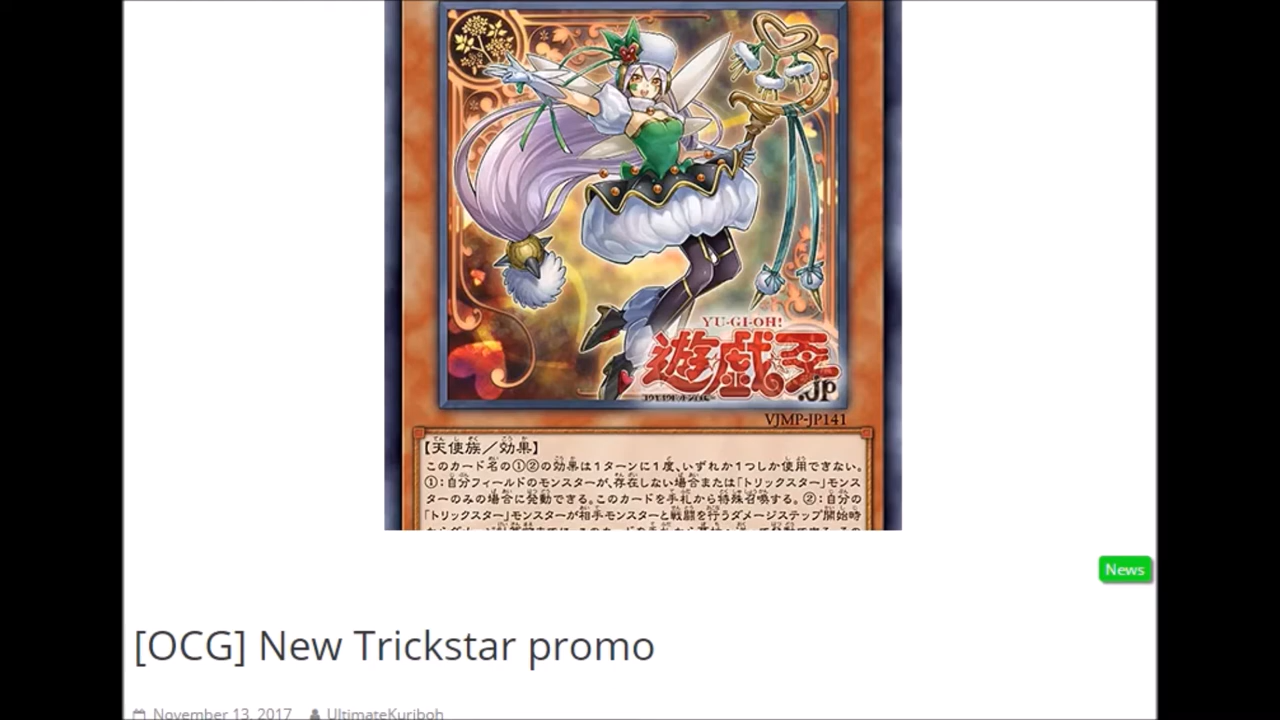 YU-GI-OH!
遊戯王
.JP
VJMP-JP141
【天使族／効果】
このカード名の①②の効果は１ターンに１度、いずれか１つしか使用できない。
①：自分フィールドのモンスターが、存在しない場合または「トリックスター」モンス
ターのみの場合に発動できる。このカードを手札から特殊召喚する。②：自分の
「トリックスター」モンスターが相手モンスターと戦闘を行うダメージステップ開始時
News
[OCG] New Trickstar promo
November 13, 2017 UltimateKuriboh